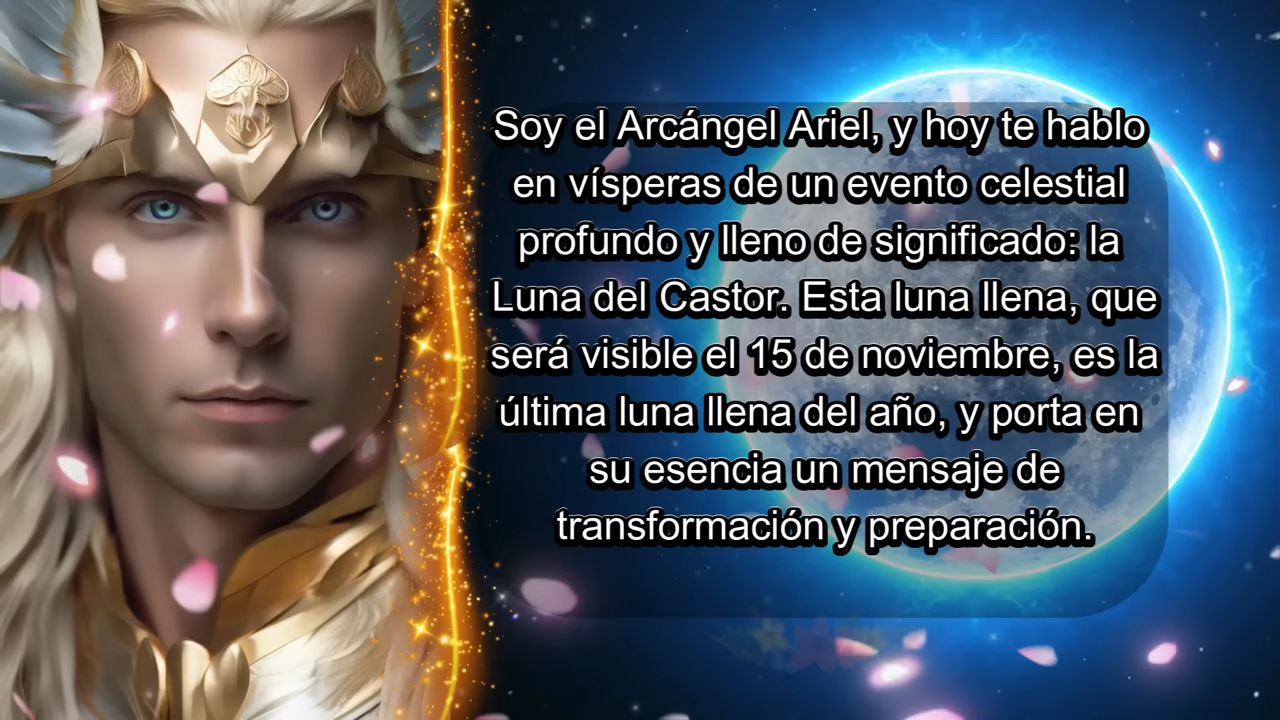 Soy el Arcángel Ariel, y hoy te hablo
en vísperas de un evento celestial
profundo y lleno de significado: la
Luna del Castor. Esta luna llena, que
será visible el 15 de noviembre, es la
última luna llena del año, y porta en
su esencia un mensaje de
transformación y preparación.